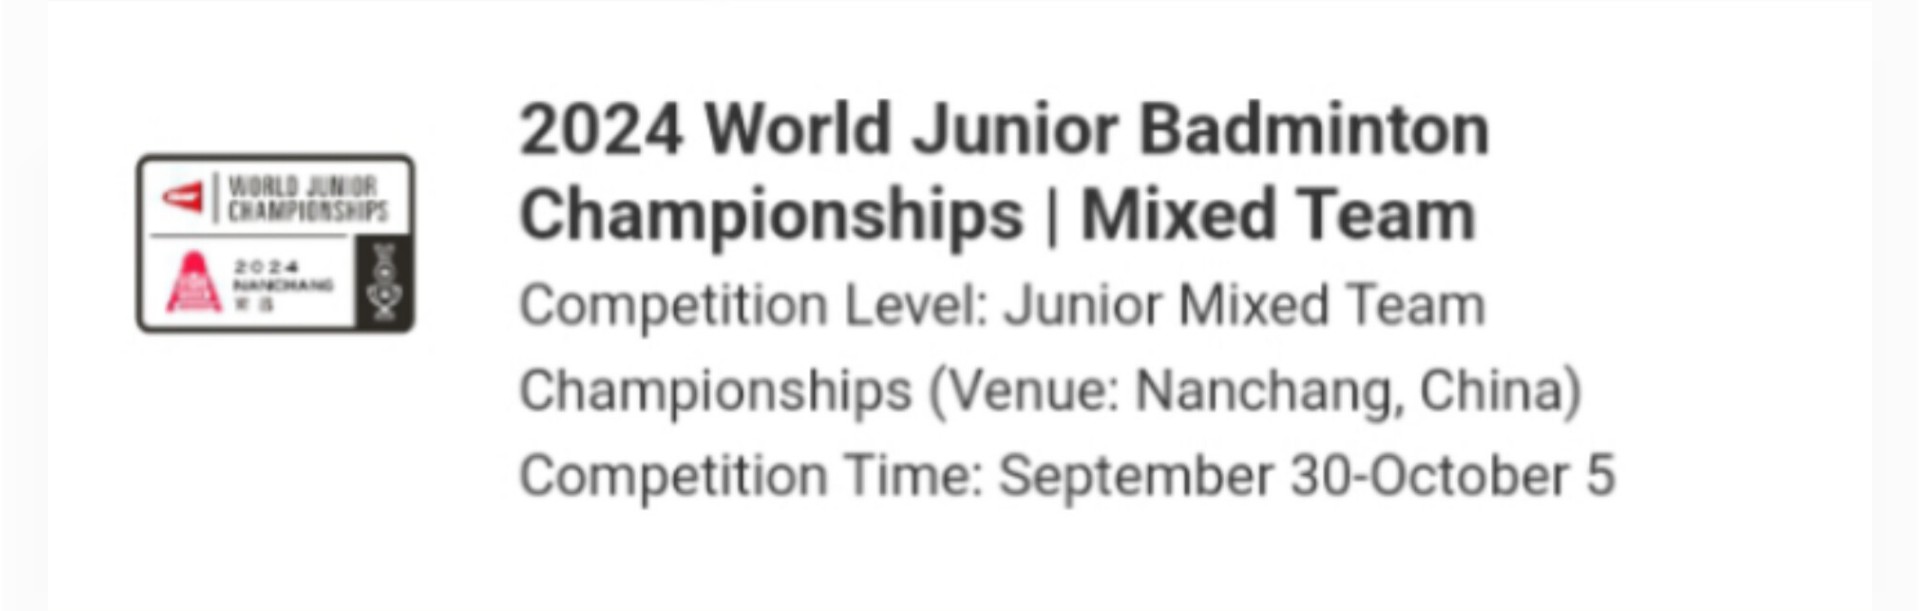 2024 World Junior Badminton
Championships | Mixed Team
Competition Level: Junior Mixed Team
Championships (Venue: Nanchang, China)
Competition Time: September 30-October 5
WORLD JUNIOR
CHAMPIONSHIPS
2024
NANCHANG